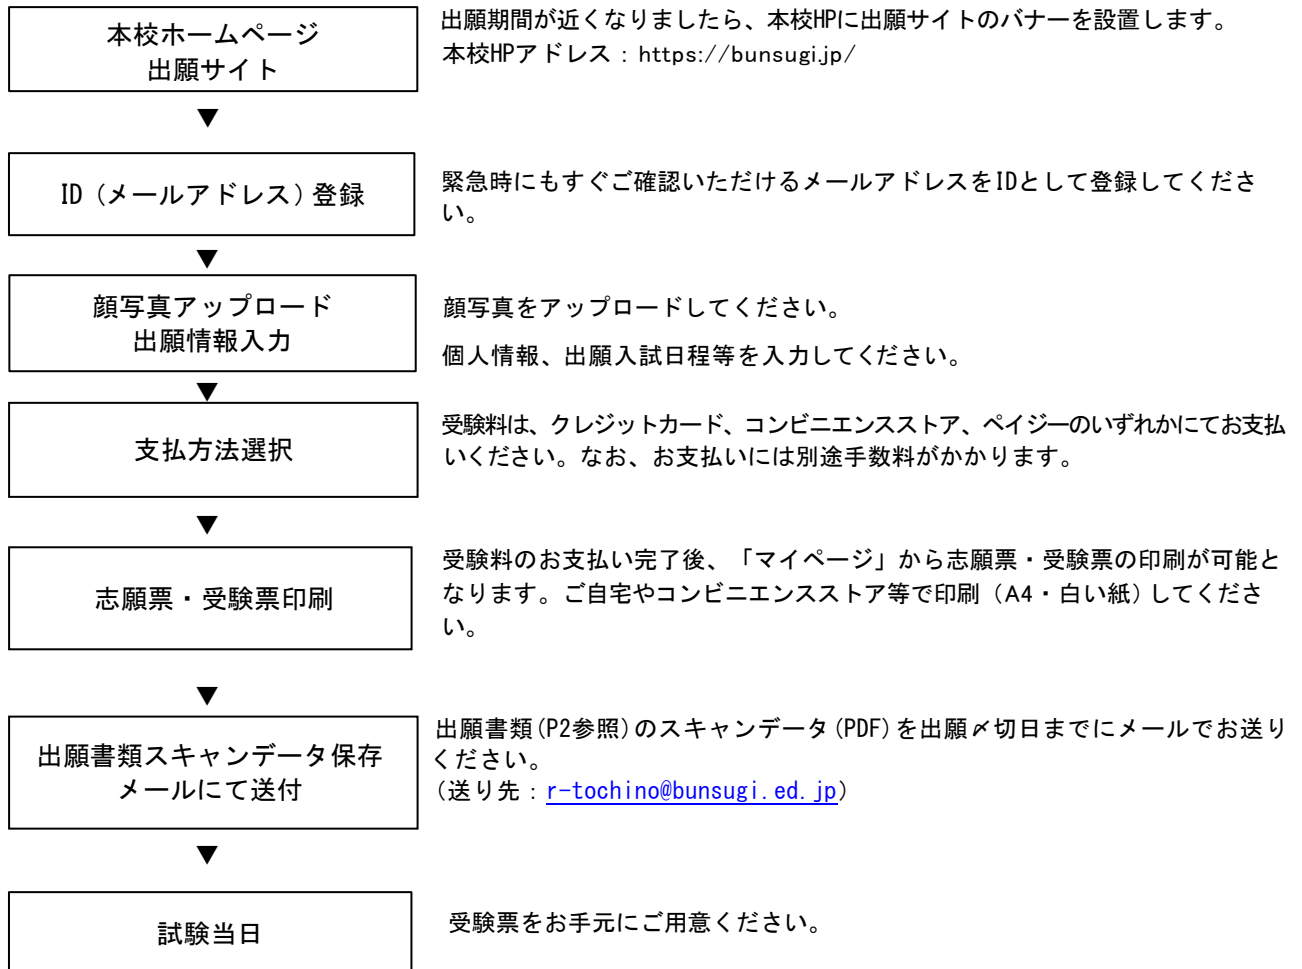 本校ホームページ
出願サイト
出願期間が近くなりましたら、本校HPに出願サイトのバナーを設置します。
本校HPアドレス：https://bunsugi.jp/
▼
ID（メールアドレス）登録
緊急時にもすぐご確認いただけるメールアドレスをIDとして登録してくださ
い。
▼
顔写真アップロード
出願情報入力
顔写真をアップロードしてください。
個人情報、出願入試日程等を入力してください。
▼
支払方法選択
受験料は、クレジットカード、コンビニエンスストア、ペイジーのいずれかにてお支払
いください。なお、お支払いには別途手数料がかかります。
▼
志願票・受験票印刷
受験料のお支払い完了後、「マイページ」から志願票・受験票の印刷が可能と
なります。ご自宅やコンビニエンスストア等で印刷（A4・白い紙）してくださ
い。
▼
出願書類スキャンデータ保存
メールにて送付
出願書類(P2参照)のスキャンデータ(PDF)を出願〆切日までにメールでお送り
ください。
（送り先：r-tochino@bunsugi.ed.jp）
▼
試験当日
受験票をお手元にご用意ください。